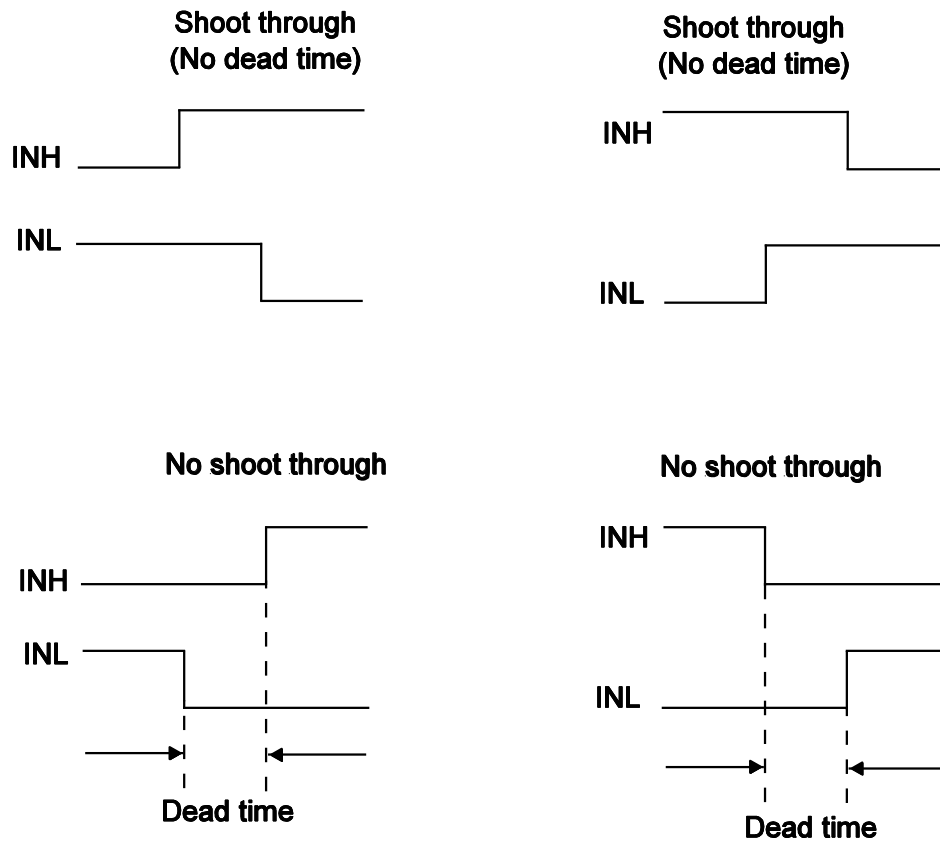 Shoot through
(No dead time)
INH
INL
Shoot through
(No dead time)
INH
INL
No shoot through
INH
INL
Dead time
No shoot through
INH
INL
Dead time